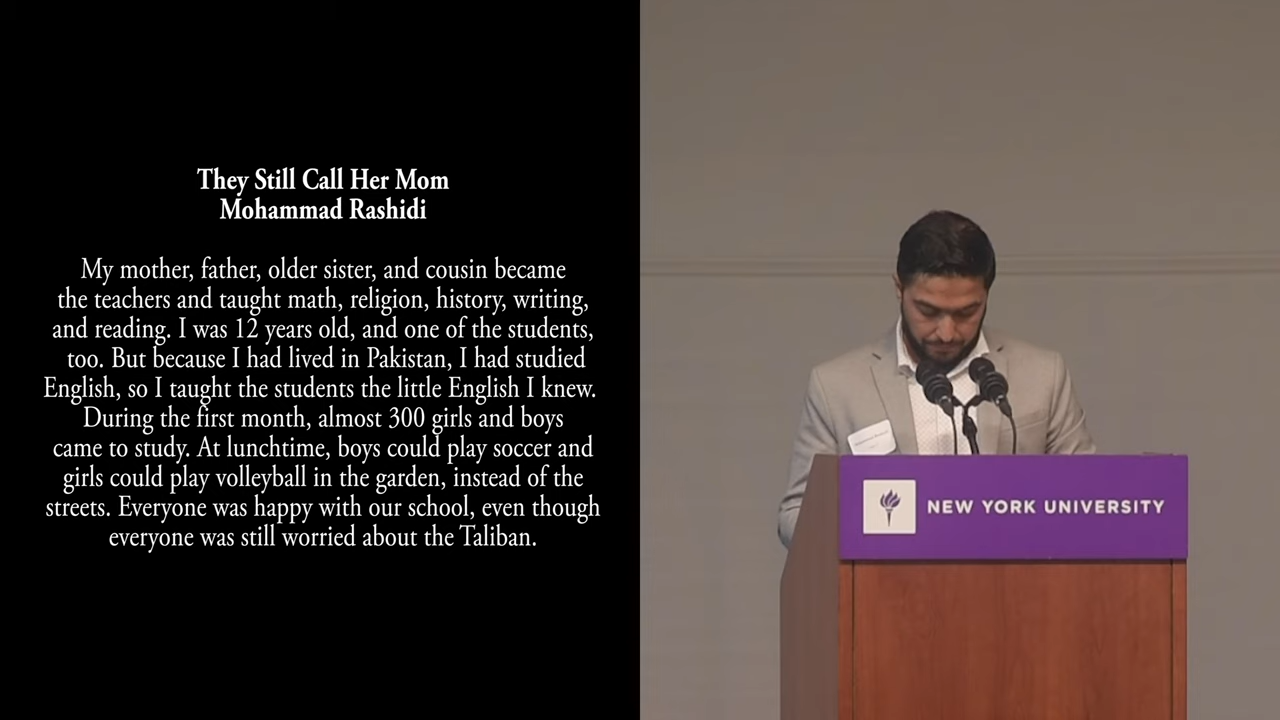 They Still Call Her Mom
Mohammad Rashidi
My mother, father, older sister, and cousin became
the teachers and taught math, religion, history, writing,
and reading. I was 12 years old, and one of the students,
too. But because I had lived in Pakistan, I had studied
English, so I taught the students the little English I knew.
During the first month, almost 300 girls and boys
came to study. At lunchtime, boys could play soccer and
girls could play volleyball in the garden, instead of the
streets. Everyone was happy with our school, even though
everyone was still worried about the Taliban.
NEW YORK UNIVERSITY